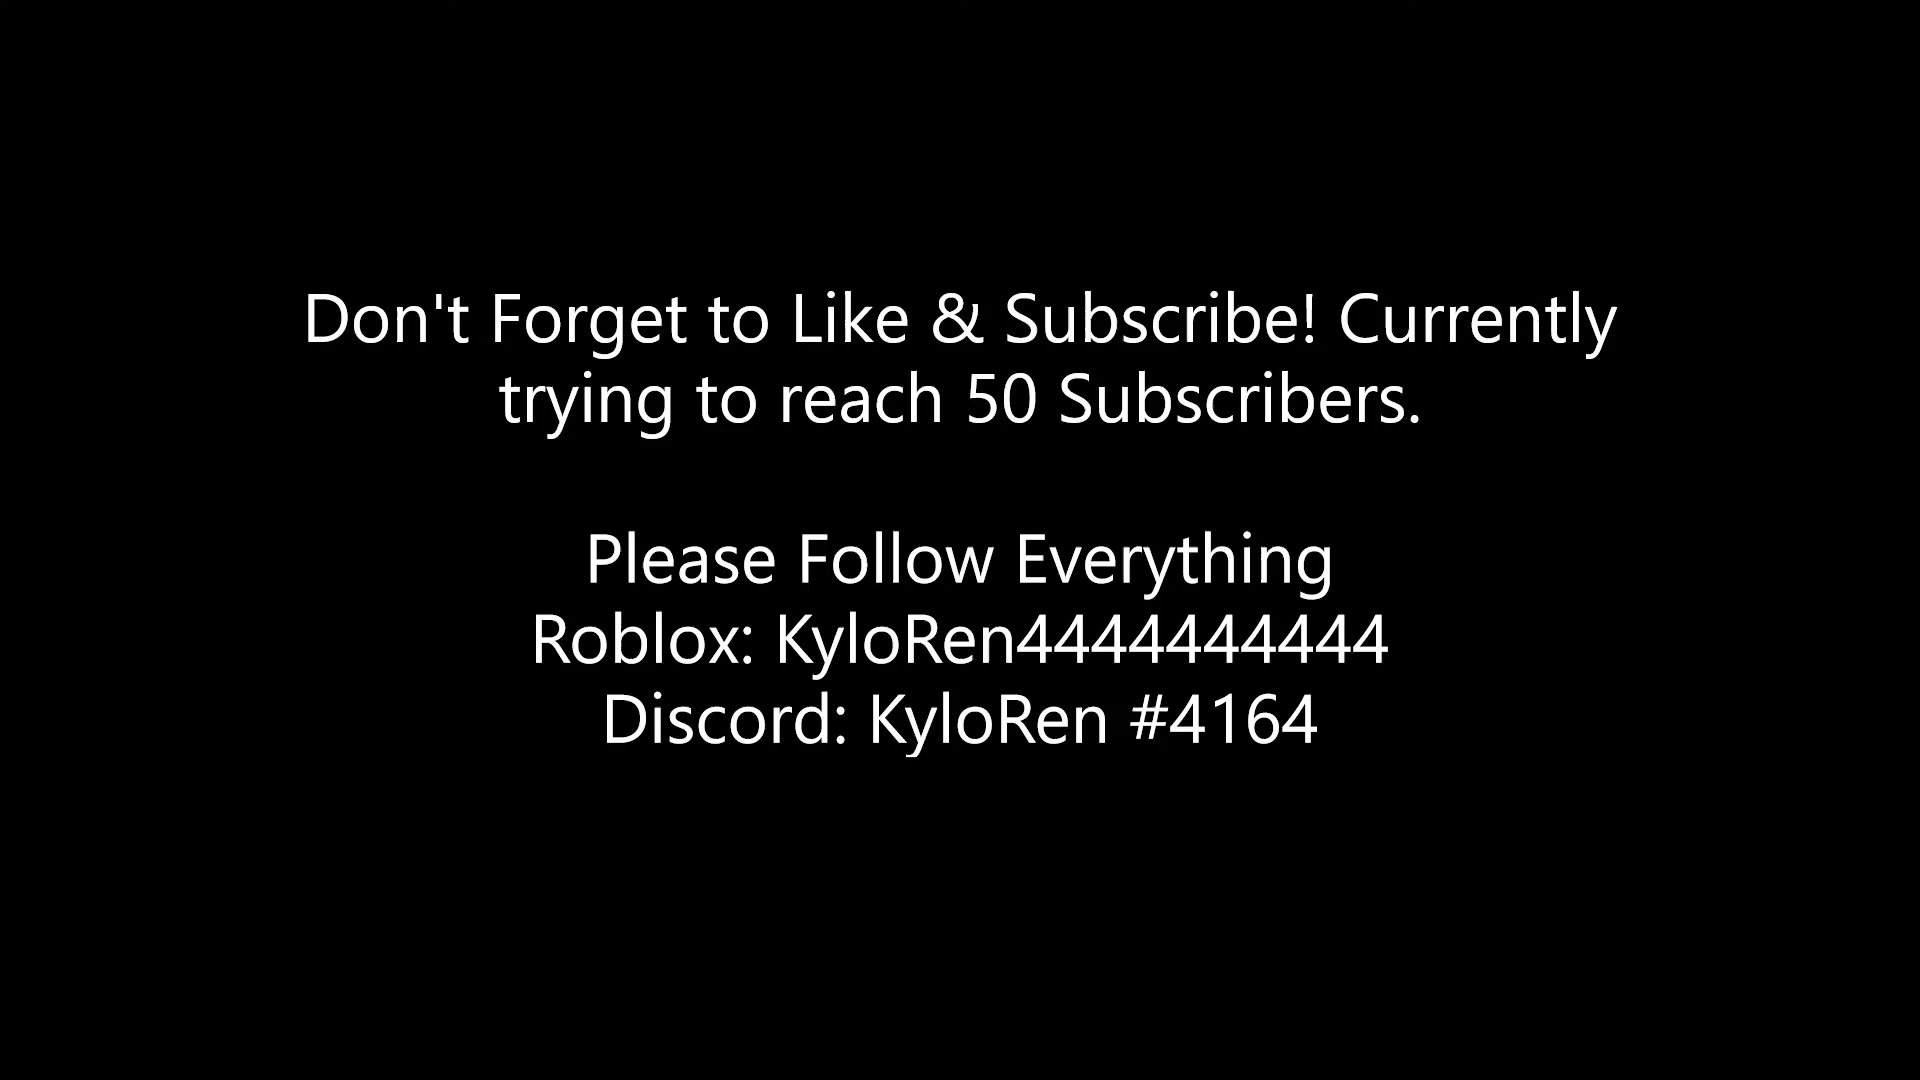 Don't Forget to Like & Subscribe! Currently
trying to reach 50 Subscribers.
Please Follow Everything
Roblox: KyloRen4444444444
Discord: KyloRen #4164